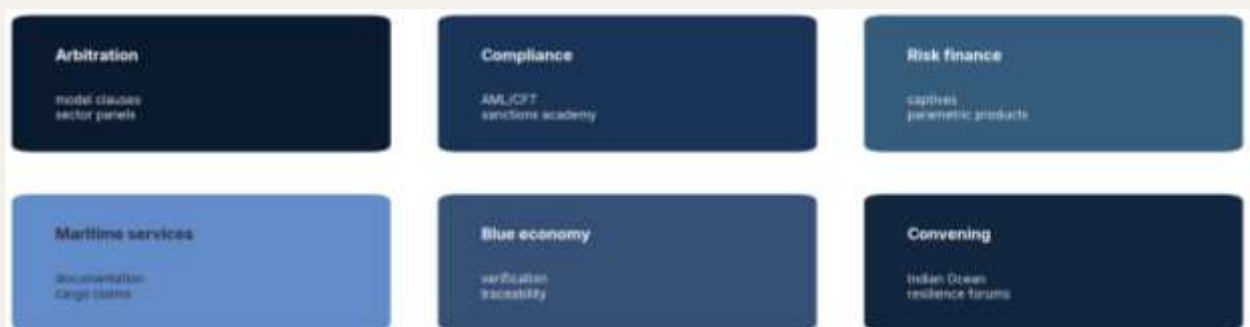 Arbitration
model clauses
sector panels
Compliance
AML/CFT
sanctions academy
Risk finance
captives
parametric products
Maritime services
documentation
cargo claims
Blue economy
verification
traceability
Convening
Indian Ocean
resilience forums